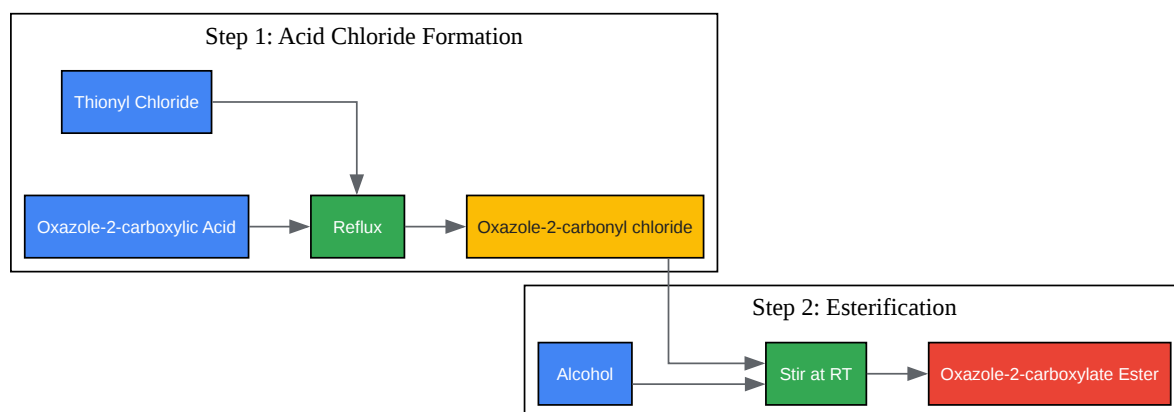 Step 1: Acid Chloride Formation
Thionyl Chloride
Oxazole-2-carboxylic Acid
Reflux
Oxazole-2-carbonyl chloride
Step 2: Esterification
Alcohol
Stir at RT
Oxazole-2-carboxylate Ester